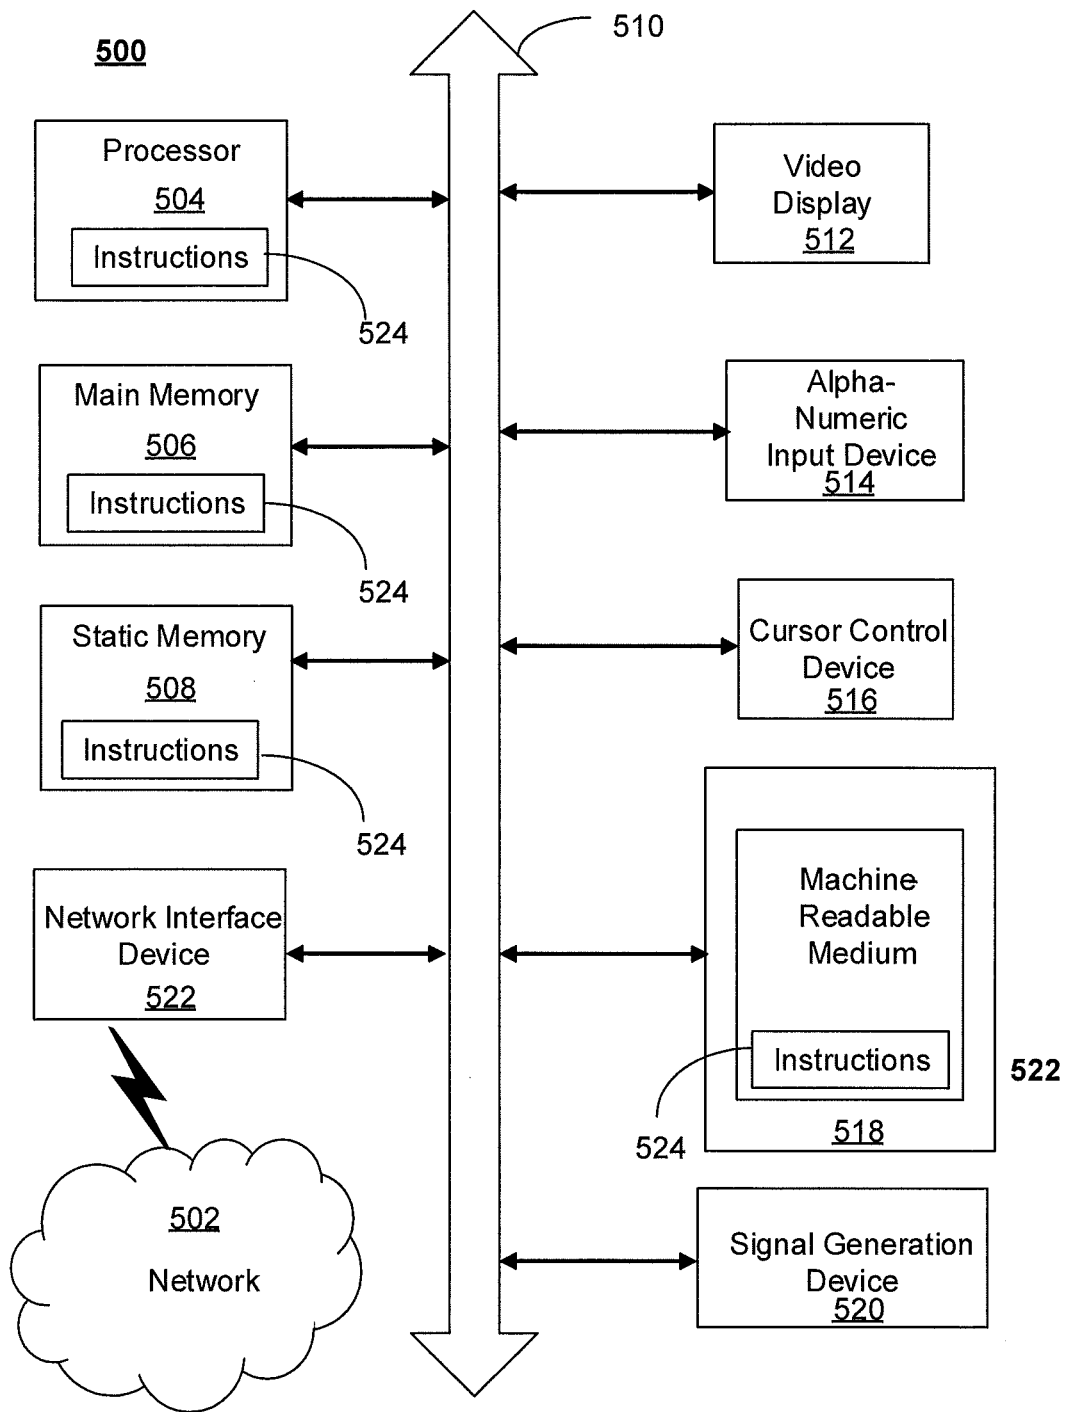 500
510
Processor
504
Instructions
524
Main Memory
506
Instructions
524
Static Memory
508
Instructions
524
Network Interface
Device
522
502
Network
Video
Display
512
Alpha-
Numeric
Input Device
514
Cursor Control
Device
516
Machine
Readable
Medium
Instructions
524
518
522
Signal Generation
Device
520